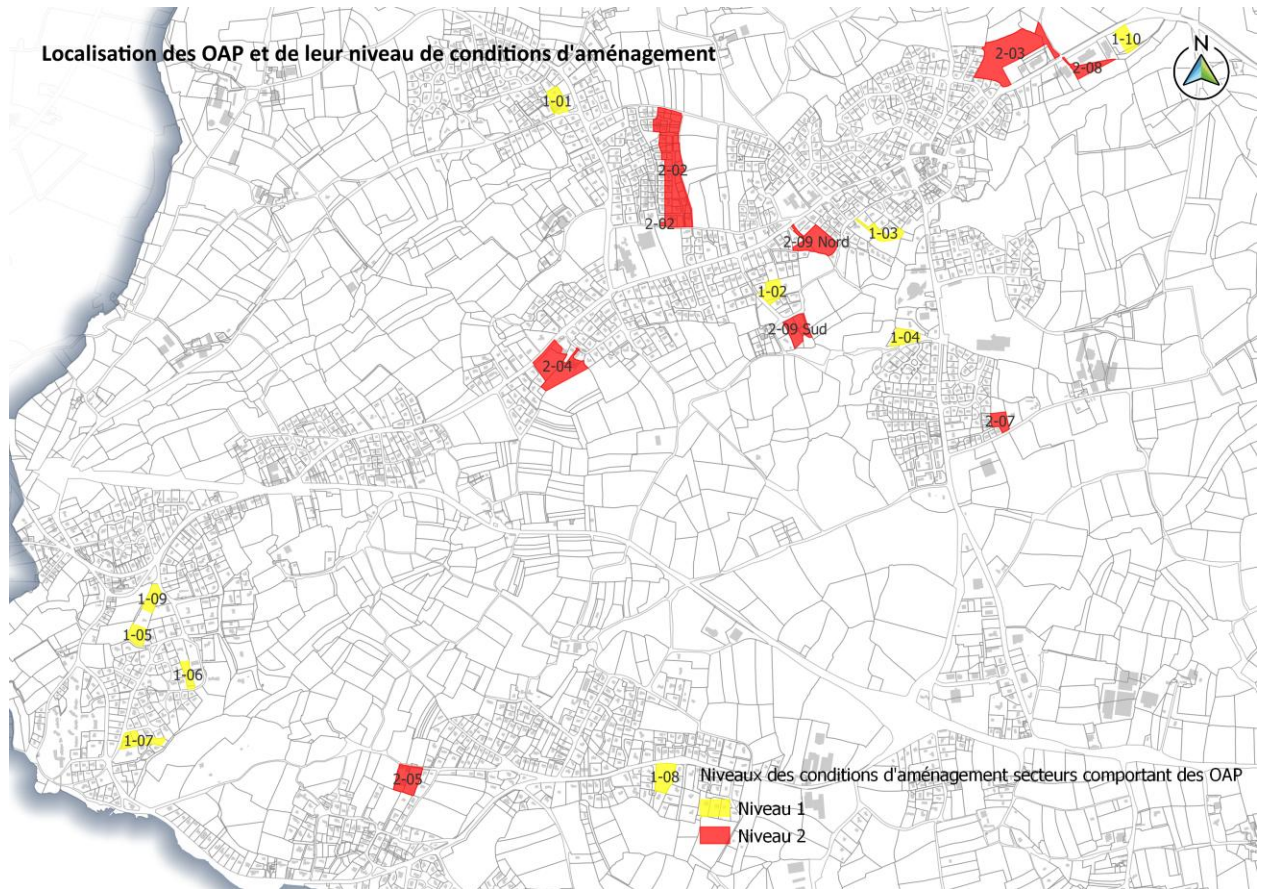 Localisation des OAP et de leur niveau de conditions d'aménagement
N
1-10
2-03
2-08
1-01
2-02
2-02
1-03
2-09 Nord
1-02
2-09 Sud
1-04
2-04
2-07
1-09
1-05
1-06
1-07
2-05
1-08
Niveaux des conditions d'aménagement secteurs comportant des OAP
Niveau 1
Niveau 2